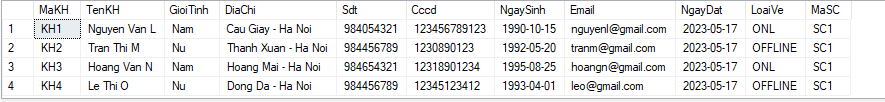 MaKH TenKH GioiTinh DiaChi Sdt Cccd NgaySinh Email NgayDat LoaiVe MaSC
1 KH1 Nguyen Van L Nam Cau Giay - Ha Noi 984054321 123456789123 1990-10-15 nguyenl@gmail.com 2023-05-17 ONL SC1
2 KH2 Tran Thi M Nu Thanh Xuan - Ha Noi 984456789 1230890123 1992-05-20 tranm@gmail.com 2023-05-17 OFFLINE SC1
3 KH3 Hoang Van N Nam Hoang Mai - Ha Noi 984654321 12318901234 1995-08-25 hoangn@gmail.com 2023-05-17 ONL SC1
4 KH4 Le Thi O Nu Dong Da - Ha Noi 984456789 12345123412 1993-04-01 leo@gmail.com 2023-05-17 OFFLINE SC1